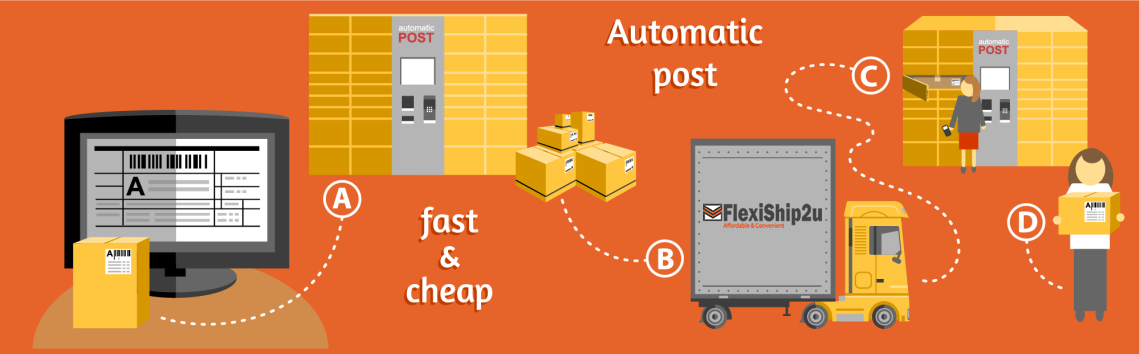 A
A
automatic
POST
A
fast
&
cheap
B
Automatic
post
FlexiShip2u
Affordable & Convenient
C
automatic
POST
D
A